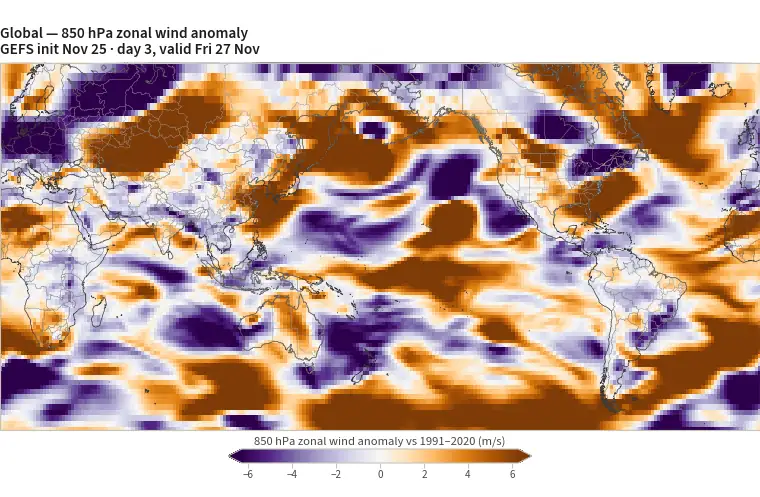 Global — 850 hPa zonal wind anomaly
GEFS init Nov 25 · day 3, valid Fri 27 Nov
850 hPa zonal wind anomaly vs 1991–2020 (m/s)
−6 −4 −2 0 2 4 6